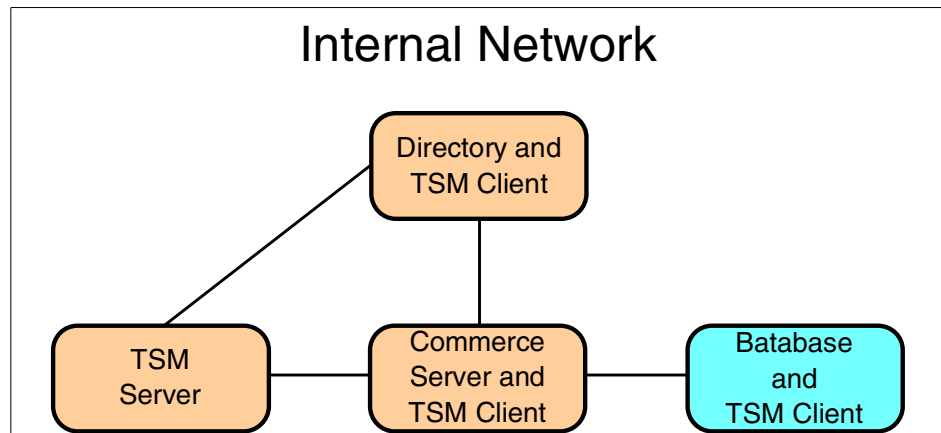 Internal Network
Directory and
TSM Client
TSM
Server
Commerce
Server and
TSM Client
Batabase
and
TSM Client